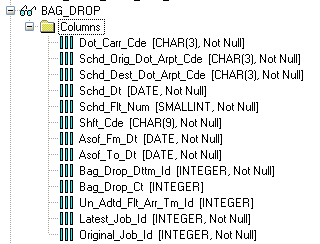 BAG_DROP
Columns
Dot_Carr_Cde [CHAR(3), Not Null]
Schd_Orig_Dot_Arpt_Cde [CHAR(3), Not Null]
Schd_Dest_Dot_Arpt_Cde [CHAR(3), Not Null]
Schd_Dt [DATE, Not Null]
Schd_Flt_Num [SMALLINT, Not Null]
Shft_Cde [CHAR(9), Not Null]
Asof_Fm_Dt [DATE, Not Null]
Asof_To_Dt [DATE, Not Null]
Bag_Drop_Dttm_Id [INTEGER, Not Null]
Bag_Drop_Ct [INTEGER]
Un_Adtd_Flt_Arr_Tm_Id [INTEGER]
Latest_Job_Id [INTEGER, Not Null]
Original_Job_Id [INTEGER, Not Null]